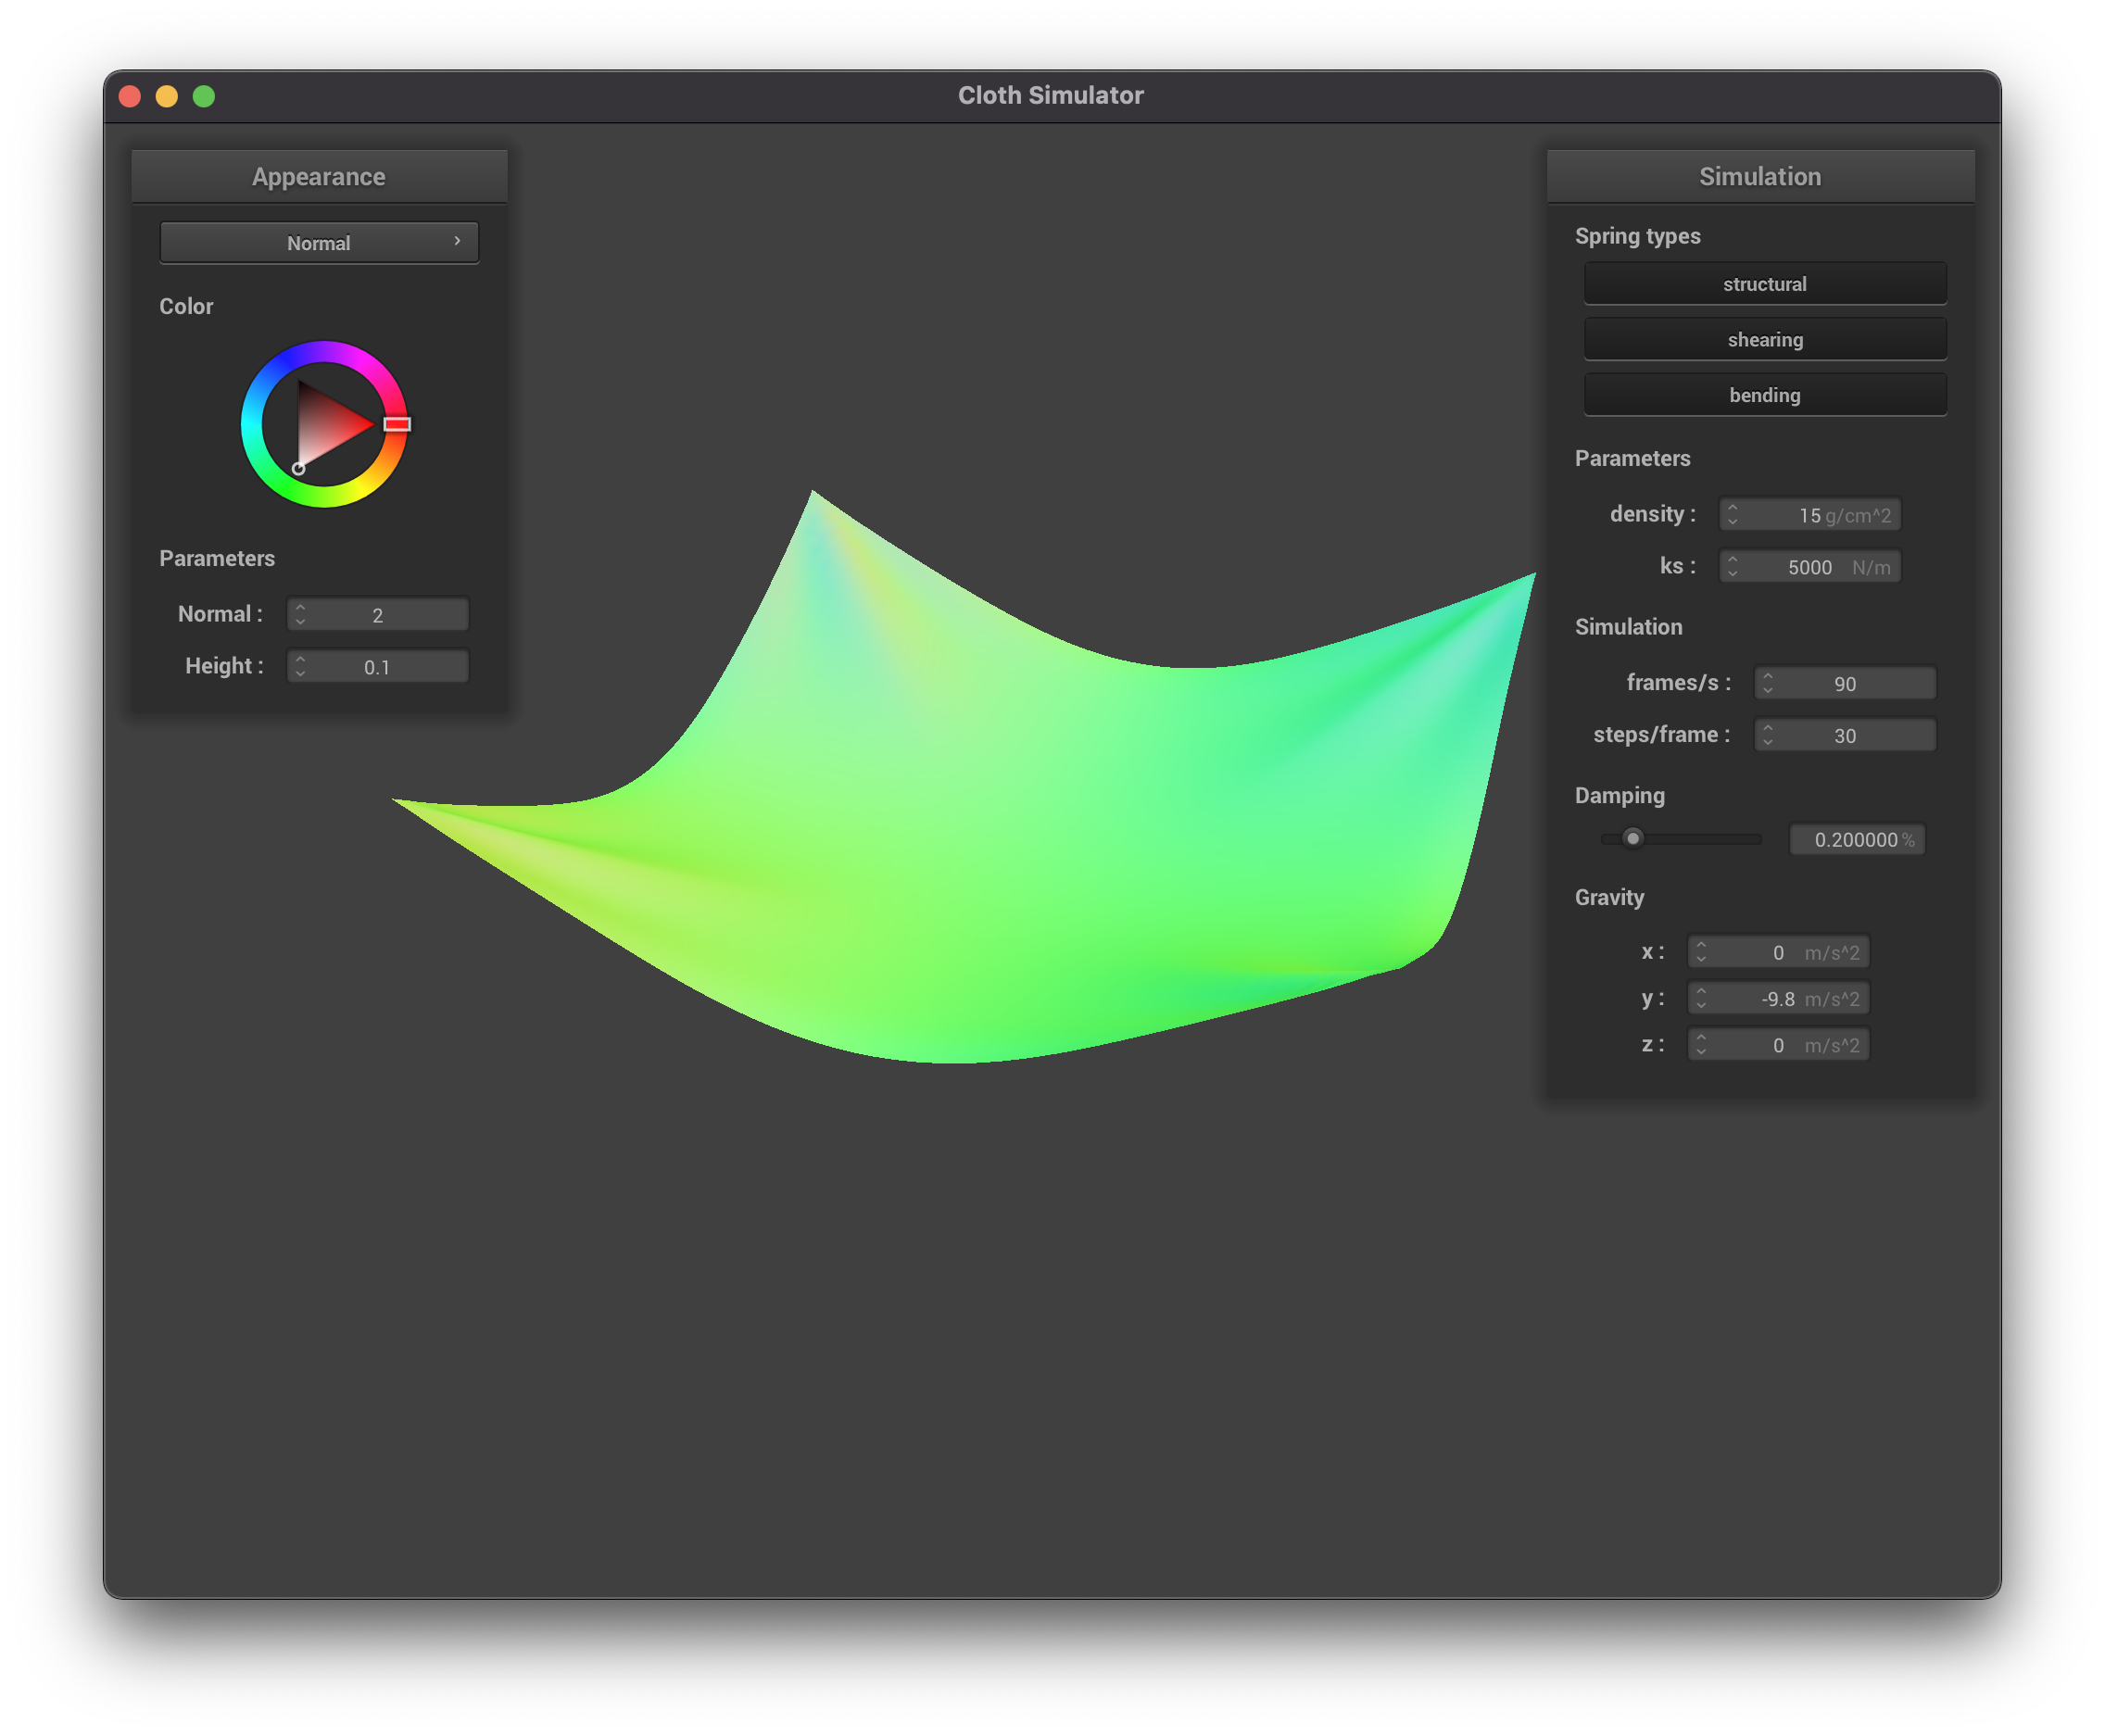 Cloth Simulator
Appearance
Normal
Color
Parameters
Normal : 2
Height : 0.1
Simulation
Spring types
structural
shearing
bending
Parameters
density : 15 g/cm^2
ks : 5000 N/m
Simulation
frames/s : 90
steps/frame : 30
Damping
0.200000 %
Gravity
x : 0 m/s^2
y : -9.8 m/s^2
z : 0 m/s^2